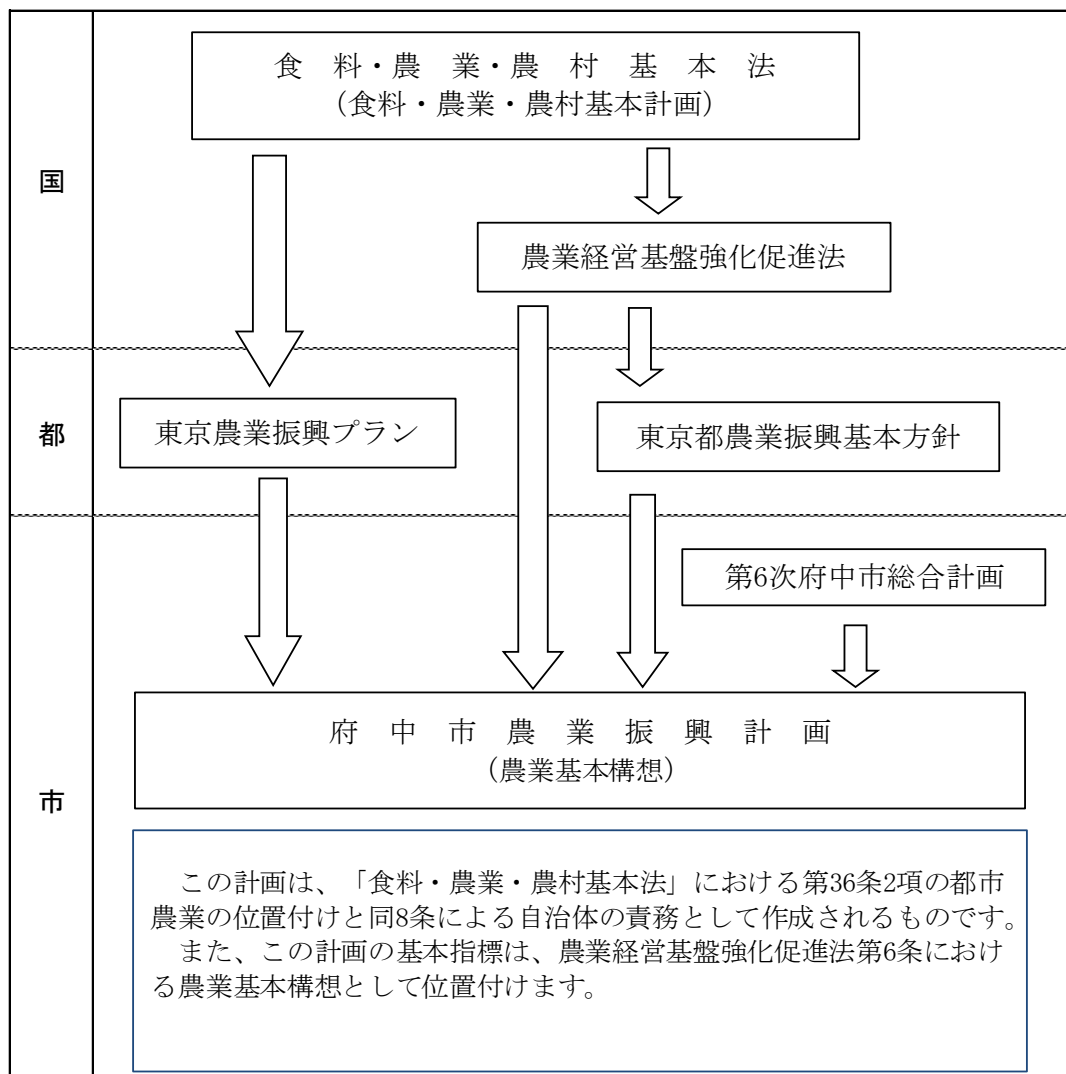 食料・農業・農村基本法
（食料・農業・農村基本計画）
国
農業経営基盤強化促進法
都
東京農業振興プラン
東京都農業振興基本方針
第6次府中市総合計画
府中市農業振興計画
（農業基本構想）
市
この計画は、「食料・農業・農村基本法」における第36条2項の都市
農業の位置付けと同8条による自治体の責務として作成されるものです。
また、この計画の基本指標は、農業経営基盤強化促進法第6条におけ
る農業基本構想として位置付けます。